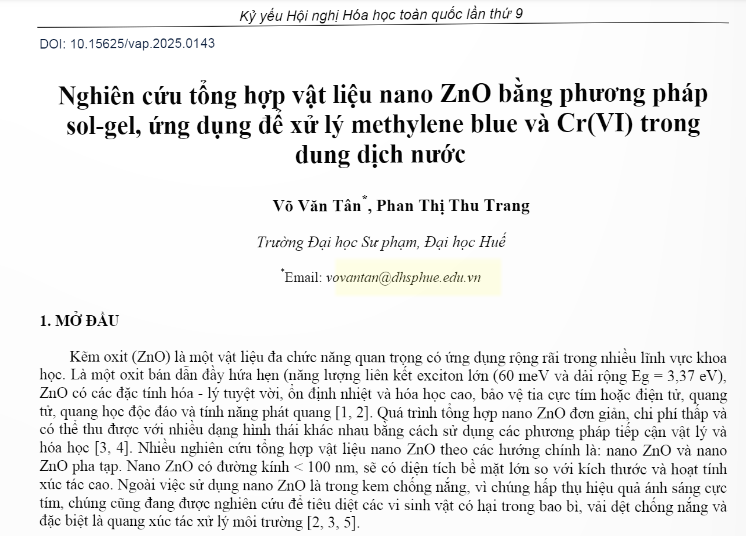 Kỷ yếu Hội nghị Hóa học toàn quốc lần thứ 9
DOI: 10.15625/vap.2025.0143
Nghiên cứu tổng hợp vật liệu nano ZnO bằng phương pháp
sol-gel, ứng dụng để xử lý methylene blue và Cr(VI) trong
dung dịch nước
Võ Văn Tân*, Phan Thị Thu Trang
Trường Đại học Sư phạm, Đại học Huế
*Email: vovantan@dhsphue.edu.vn
1. MỞ ĐẦU
Kẽm oxit (ZnO) là một vật liệu đa chức năng quan trọng có ứng dụng rộng rãi trong nhiều lĩnh vực khoa
học. Là một oxit bán dẫn đầy hứa hẹn (năng lượng liên kết exciton lớn (60 meV và dải rộng Eg = 3,37 eV),
ZnO có các đặc tính hóa - lý tuyệt vời, ổn định nhiệt và hóa học cao, bảo vệ tia cực tím hoặc điện tử, quang
tử, quang học độc đáo và tính năng phát quang [1, 2]. Quá trình tổng hợp nano ZnO đơn giản, chi phí thấp và
có thể thu được với nhiều dạng hình thái khác nhau bằng cách sử dụng các phương pháp tiếp cận vật lý và
hóa học [3, 4]. Nhiều nghiên cứu tổng hợp vật liệu nano ZnO theo các hướng chính là: nano ZnO và nano
ZnO pha tạp. Nano ZnO có đường kính < 100 nm, sẽ có diện tích bề mặt lớn so với kích thước và hoạt tính
xúc tác cao. Ngoài việc sử dụng nano ZnO là trong kem chống nắng, vì chúng hấp thụ hiệu quả ánh sáng cực
tím, chúng cũng đang được nghiên cứu để tiêu diệt các vi sinh vật có hại trong bao bì, vải dệt chống nắng và
đặc biệt là quang xúc tác xử lý môi trường [2, 3, 5].